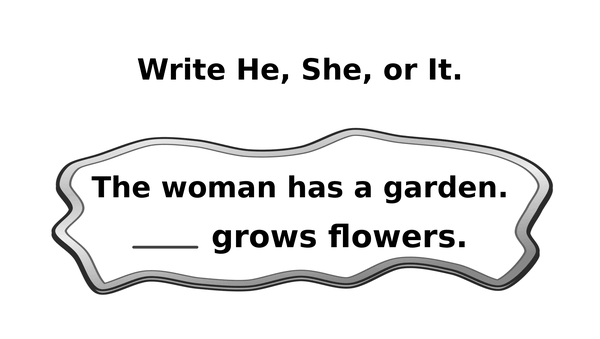 Write He, She, or It.
The woman has a garden.
____ grows flowers.